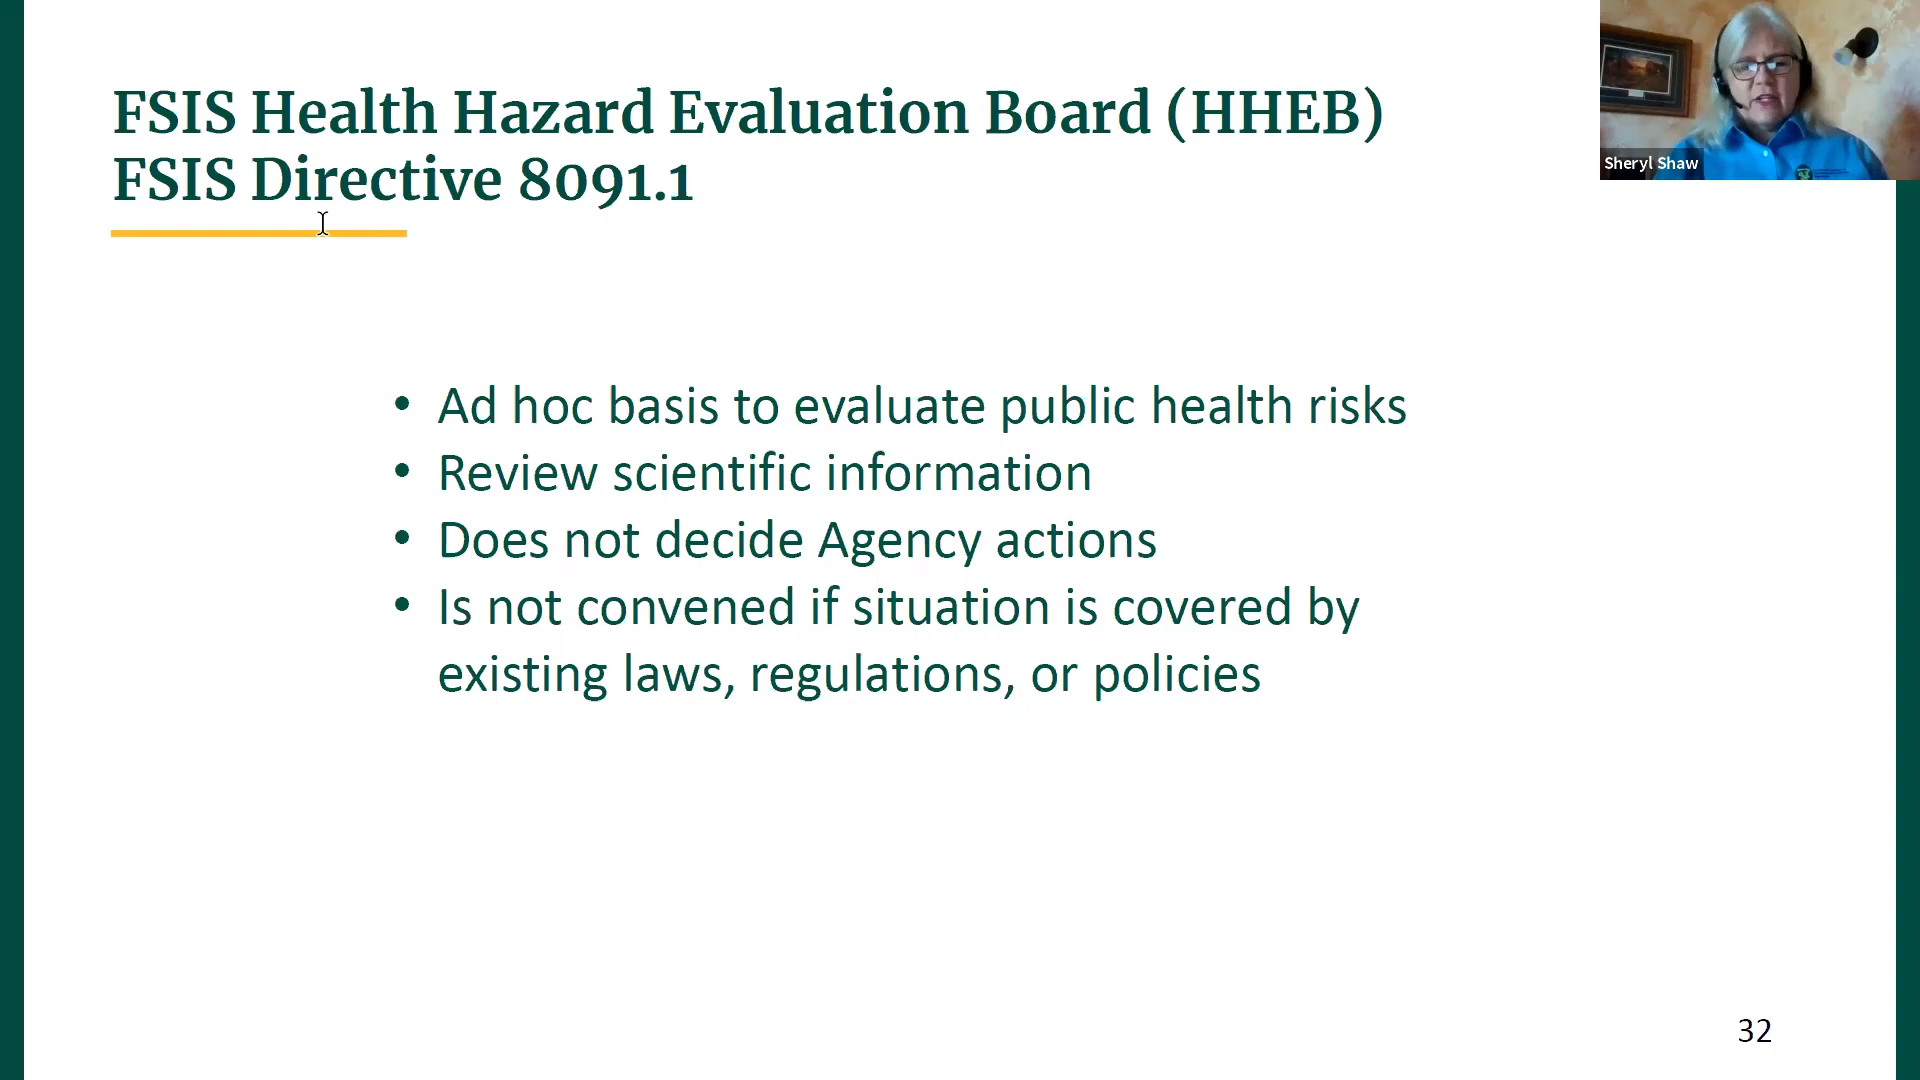 FSIS Health Hazard Evaluation Board (HHEB)
FSIS Directive 8091.1
Sheryl Shaw
• Ad hoc basis to evaluate public health risks
• Review scientific information
• Does not decide Agency actions
• Is not convened if situation is covered by
existing laws, regulations, or policies
32